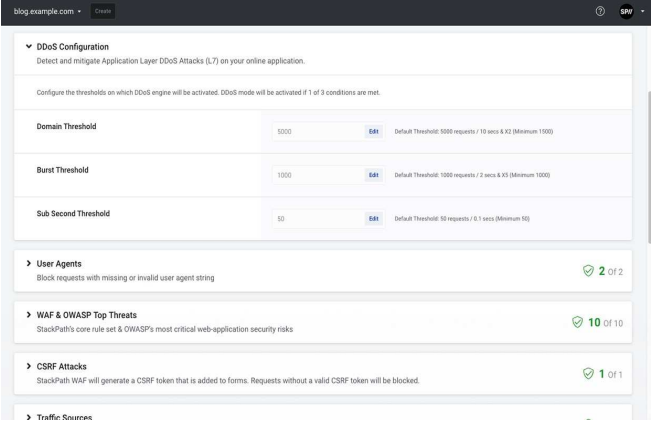 blog.example.com Create ? SP//
DDoS Configuration
Detect and mitigate Application Layer DDoS Attacks (L7) on your online application.
Configure the thresholds on which DDoS engine will be activated. DDoS mode will be activated if 1 of 3 conditions are met.
Domain Threshold 5000 Edit Default Threshold: 5000 requests / 10 secs & X2 (Minimum 1500)
Burst Threshold 1000 Edit Default Threshold: 1000 requests / 2 secs & X5 (Minimum 1000)
Sub Second Threshold 50 Edit Default Threshold: 50 requests / 0.1 secs (Minimum 50)
User Agents
Block requests with missing or invalid user agent string
2 Of 2
WAF & OWASP Top Threats
StackPath's core rule set & OWASP's most critical web-application security risks
10 Of 10
CSRF Attacks
StackPath WAF will generate a CSRF token that is added to forms. Requests without a valid CSRF token will be blocked.
1 Of 1
Traffic Sources